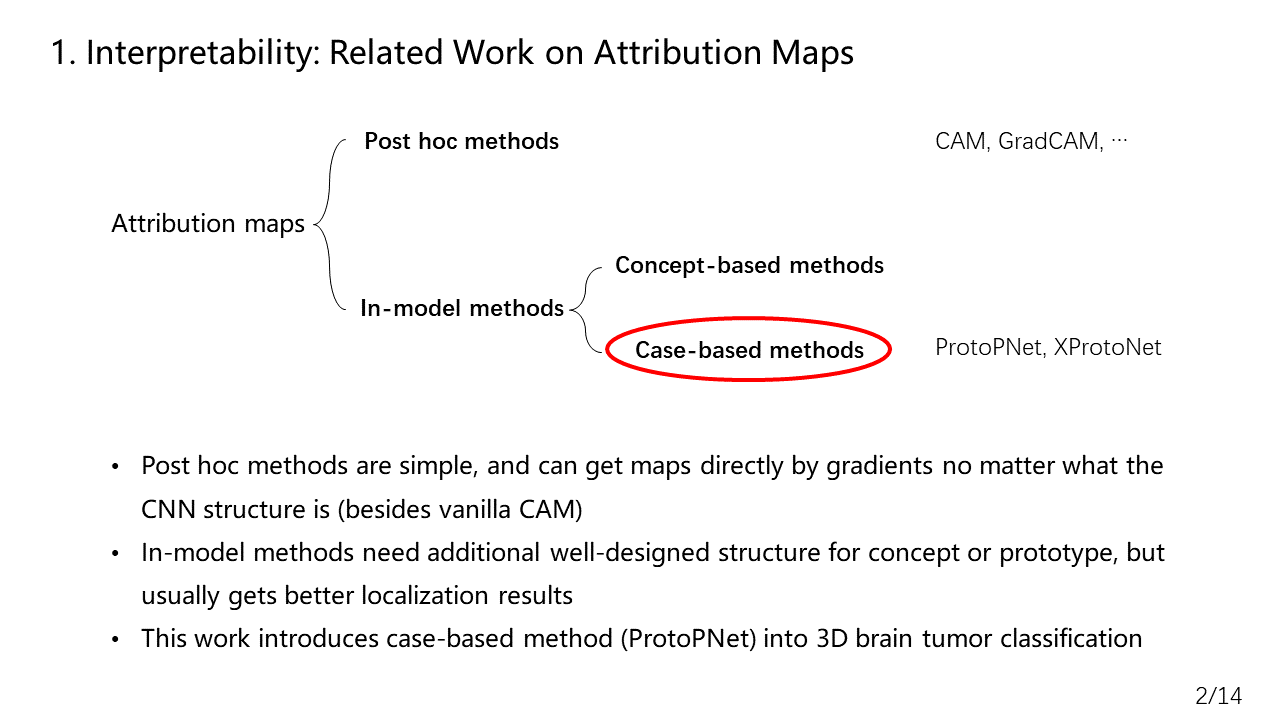 1. Interpretability: Related Work on Attribution Maps
Post hoc methods
CAM, GradCAM, ···
Attribution maps
Concept-based methods
In-model methods
Case-based methods
ProtoPNet, XProtoNet
• Post hoc methods are simple, and can get maps directly by gradients no matter what the
CNN structure is (besides vanilla CAM)
• In-model methods need additional well-designed structure for concept or prototype, but
usually gets better localization results
• This work introduces case-based method (ProtoPNet) into 3D brain tumor classification
2/14